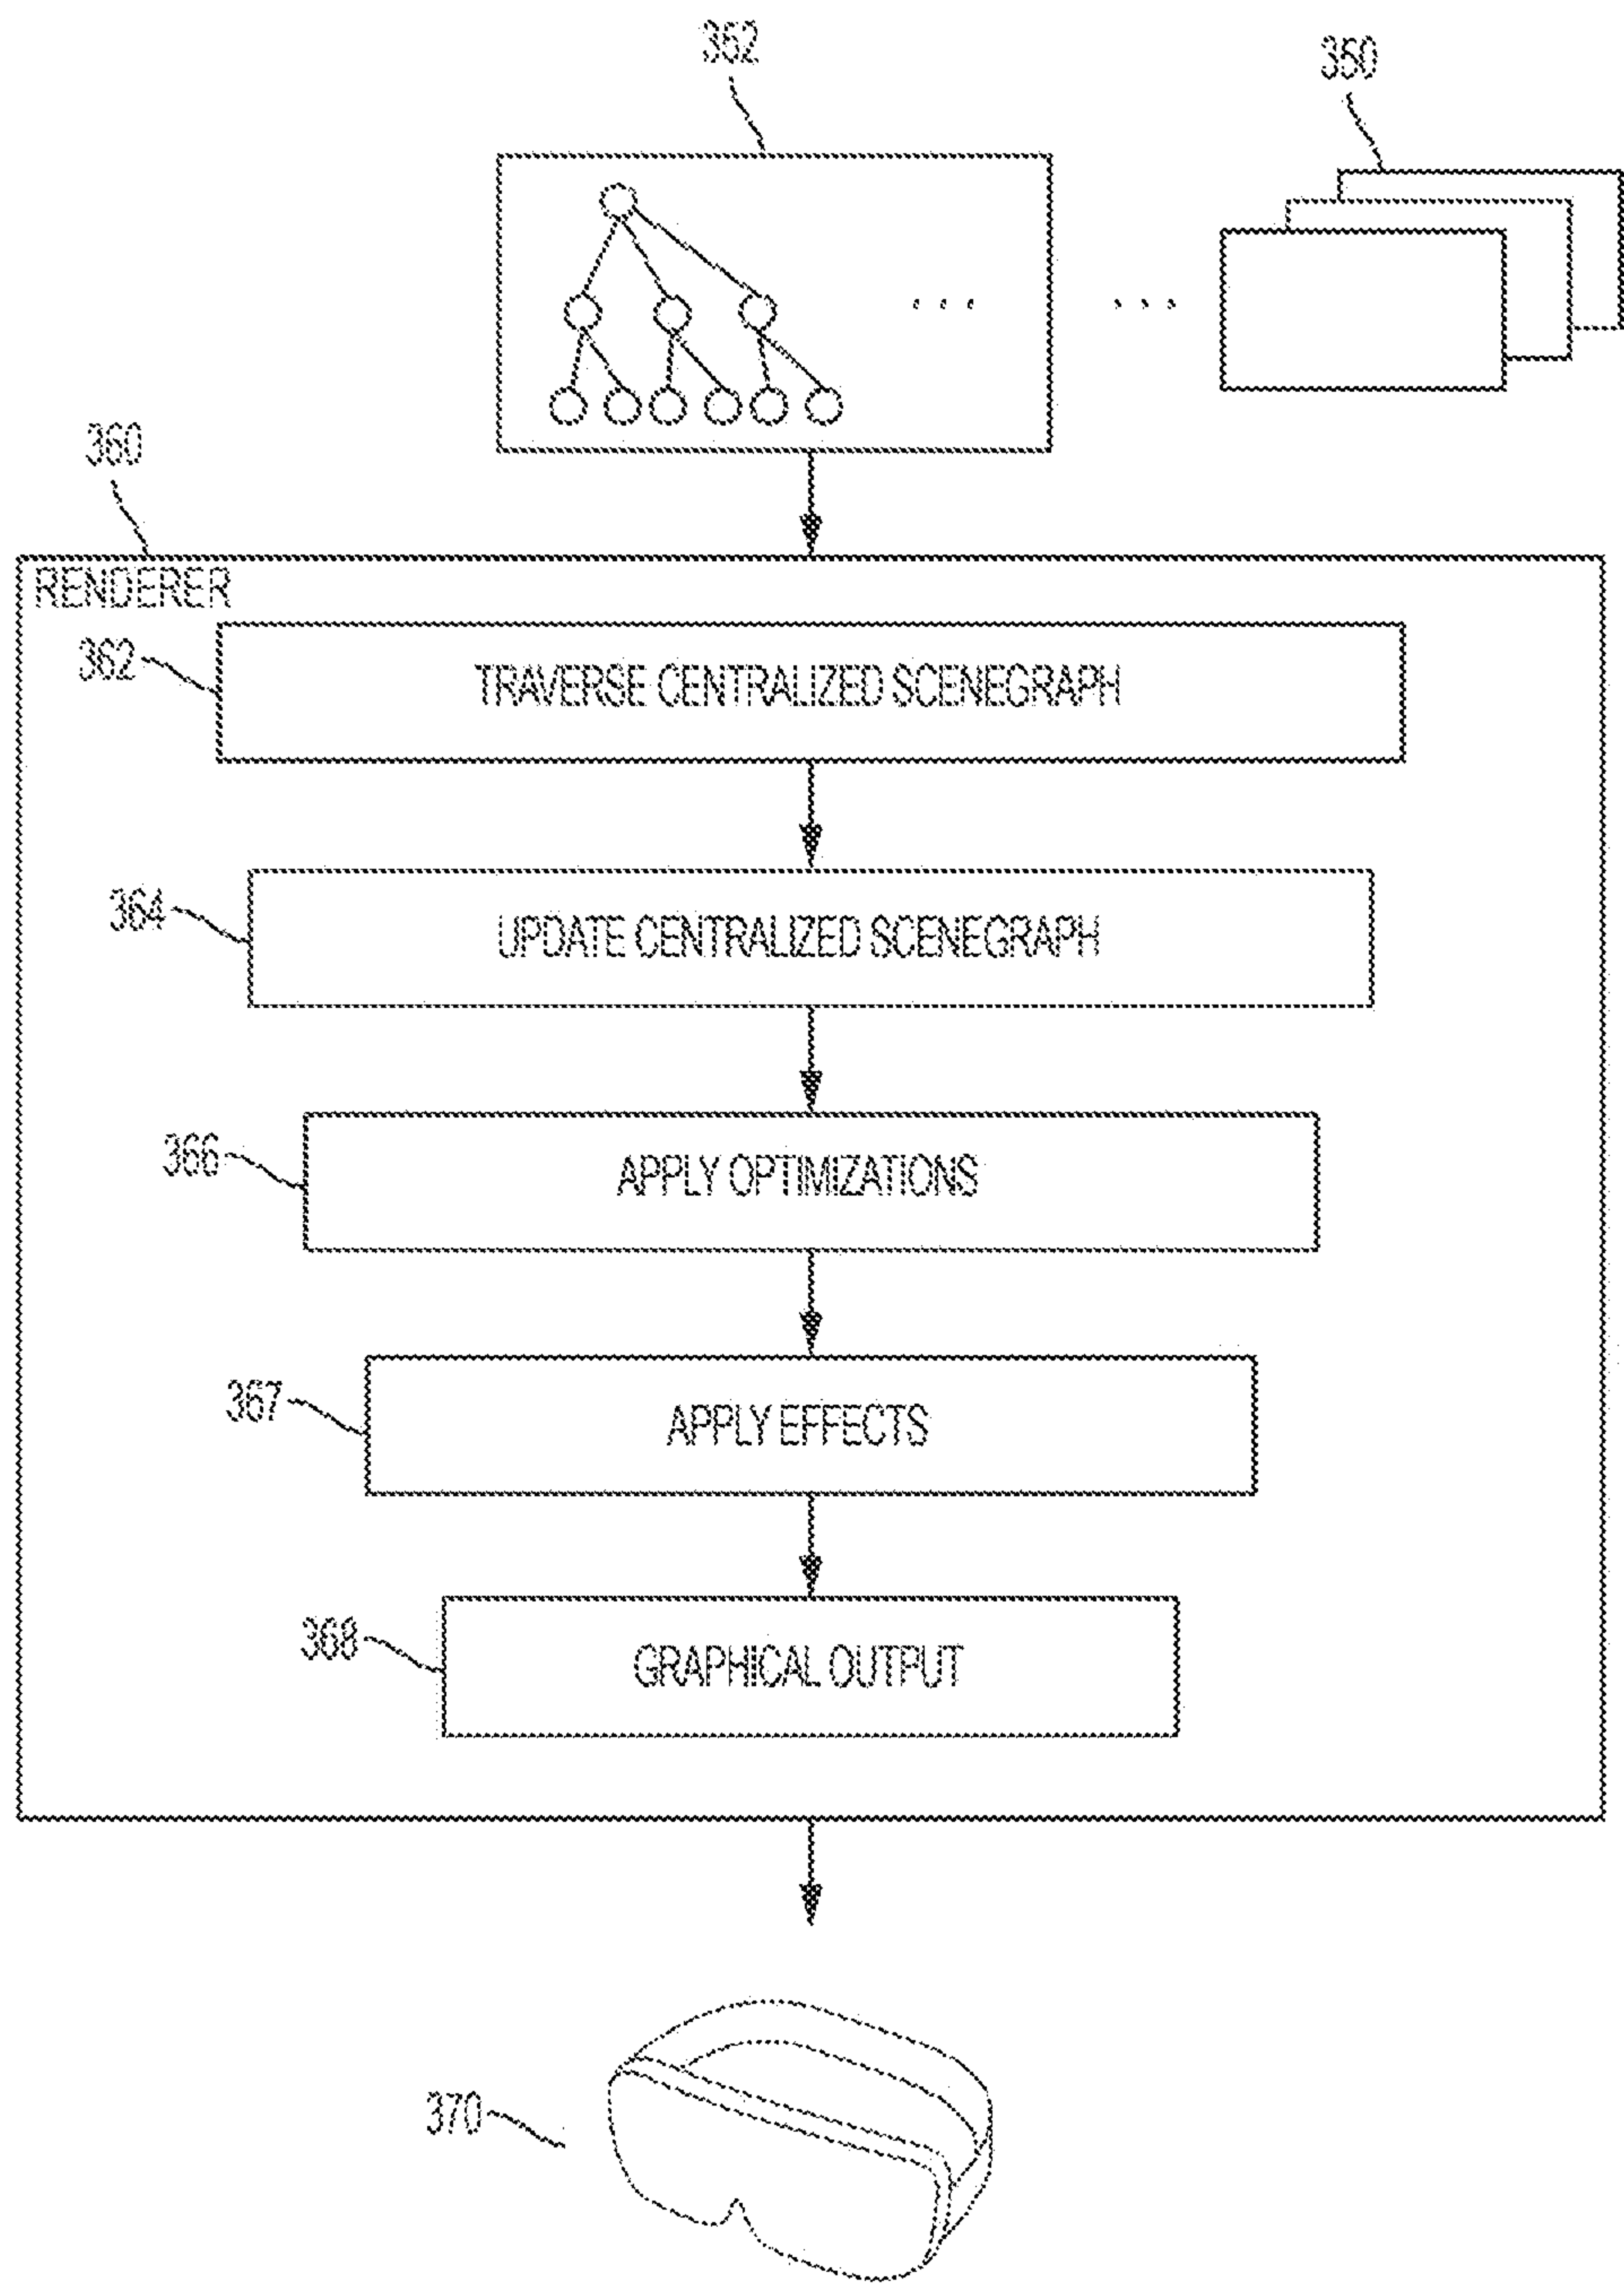 352
350
360
RENDERER
362
TRAVERSE CENTRALIZED SCENEGRAPH
364
UPDATE CENTRALIZED SCENEGRAPH
366
APPLY OPTIMIZATIONS
367
APPLY EFFECTS
368
GRAPHICAL OUTPUT
370